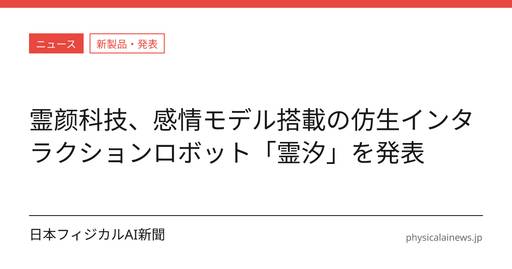 ニュース 新製品・発表
霊颜科技、感情モデル搭載の仿生インタ
ラクションロボット「霊汐」を発表
日本フィジカルAI新聞
physicalainews.jp